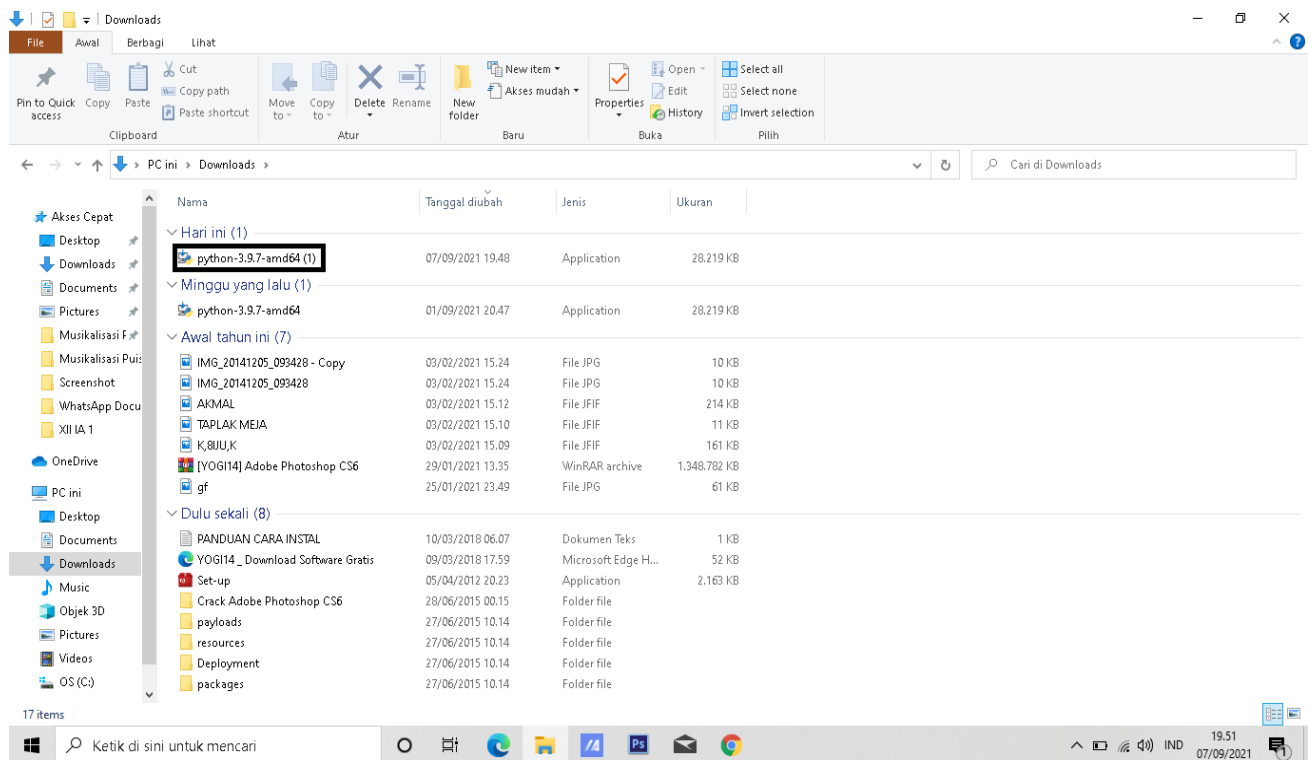 Downloads
File Awal Berbagi Lihat
Pin to Quick access
Copy
Paste
Cut
Copy path
Paste shortcut
Clipboard
Move to
Copy to
Delete
Rename
Atur
New folder
New item
Akses mudah
Baru
Properties
Open
Edit
History
Buka
Select all
Select none
Invert selection
Pilih
PC ini › Downloads ›
Cari di Downloads
Akses Cepat
Desktop
Downloads
Documents
Pictures
Musikalisasi F
Musikalisasi Puis
Screenshot
WhatsApp Docu
XII IA 1
OneDrive
PC ini
Desktop
Documents
Downloads
Music
Objek 3D
Pictures
Videos
OS (C:)
Nama Tanggal diubah Jenis Ukuran
Hari ini (1)
python-3.9.7-amd64 (1) 07/09/2021 19.48 Application 28.219 KB
Minggu yang lalu (1)
python-3.9.7-amd64 01/09/2021 20.47 Application 28.219 KB
Awal tahun ini (7)
IMG_20141205_093428 - Copy 03/02/2021 15.24 File JPG 10 KB
IMG_20141205_093428 03/02/2021 15.24 File JPG 10 KB
AKMAL 03/02/2021 15.12 File JFIF 214 KB
TAPLAK MEJA 03/02/2021 15.10 File JFIF 11 KB
K,8IJU,K 03/02/2021 15.09 File JFIF 161 KB
[YOGI14] Adobe Photoshop CS6 29/01/2021 13.35 WinRAR archive 1.348.782 KB
gf 25/01/2021 23.49 File JPG 61 KB
Dulu sekali (8)
PANDUAN CARA INSTAL 10/03/2018 06.07 Dokumen Teks 1 KB
YOGI14 _ Download Software Gratis 09/03/2018 17.59 Microsoft Edge H... 52 KB
Set-up 05/04/2012 20.23 Application 2.163 KB
Crack Adobe Photoshop CS6 28/06/2015 00.15 Folder file
payloads 27/06/2015 10.14 Folder file
resources 27/06/2015 10.14 Folder file
Deployment 27/06/2015 10.14 Folder file
packages 27/06/2015 10.14 Folder file
17 items
Ketik di sini untuk mencari
Ps
IND
19.51
07/09/2021
1